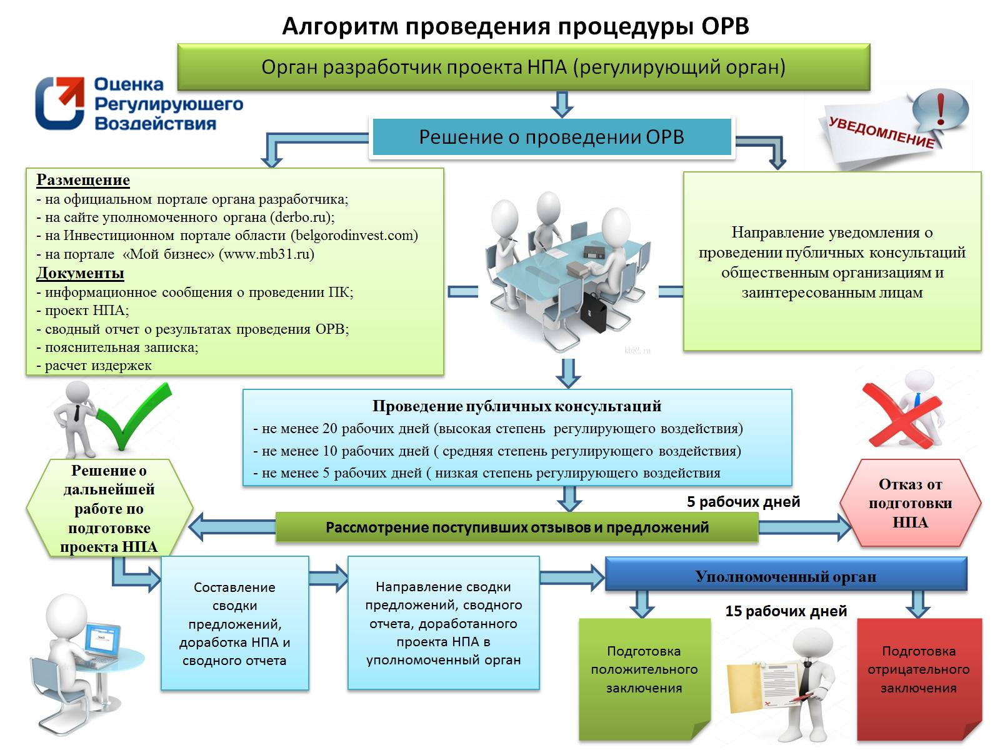 Алгоритм проведения процедуры ОРВ
Орган разработчик проекта НПА (регулирующий орган)
Оценка
Регулирующего
Воздействия
Решение о проведении ОРВ
УВЕДОМЛЕНИЕ
Размещение
- на официальном портале органа разработчика;
- на сайте уполномоченного органа (derbo.ru);
- на Инвестиционном портале области (belgorodinvest.com)
- на портале «Мой бизнес» (www.mb31.ru)
Документы
- информационное сообщения о проведении ПК;
- проект НПА;
- сводный отчет о результатах проведения ОРВ;
- пояснительная записка;
- расчет издержек
kb52.ru
Направление уведомления о
проведении публичных консультаций
общественным организациям и
заинтересованным лицам
Проведение публичных консультаций
- не менее 20 рабочих дней (высокая степень регулирующего воздействия)
- не менее 10 рабочих дней ( средняя степень регулирующего воздействия)
- не менее 5 рабочих дней ( низкая степень регулирующего воздействия
Решение о
дальнейшей
работе по
подготовке
проекта НПА
5 рабочих дней
Рассмотрение поступивших отзывов и предложений
Отказ от
подготовки
НПА
Составление
сводки
предложений,
доработка НПА и
сводного отчета
Направление сводки
предложений, сводного
отчета, доработанного
проекта НПА в
уполномоченный орган
Уполномоченный орган
15 рабочих дней
Подготовка
положительного
заключения
Подготовка
отрицательного
заключения